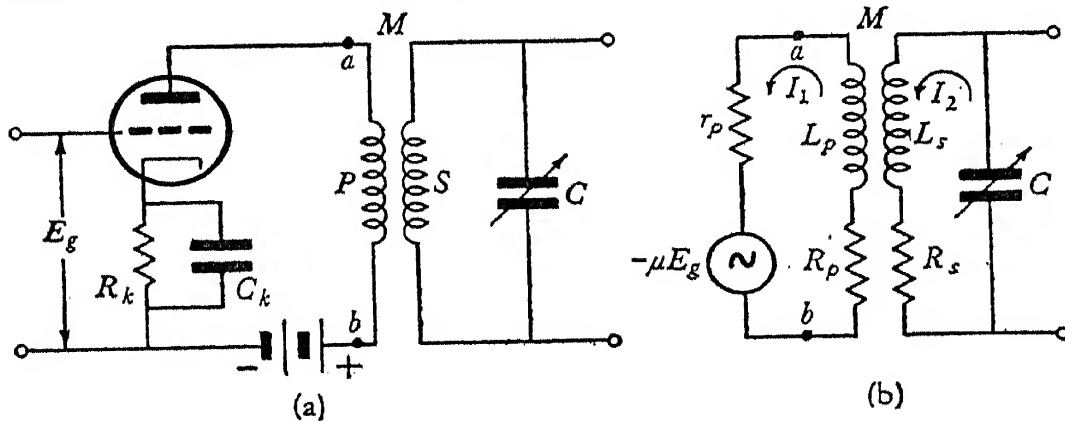 M
a
E_g
R_k
C_k
P
S
C
b
- +
(a)
M
a
I_1
I_2
r_p
L_p
L_s
C
-μE_g
~
R_p
R_s
b
(b)